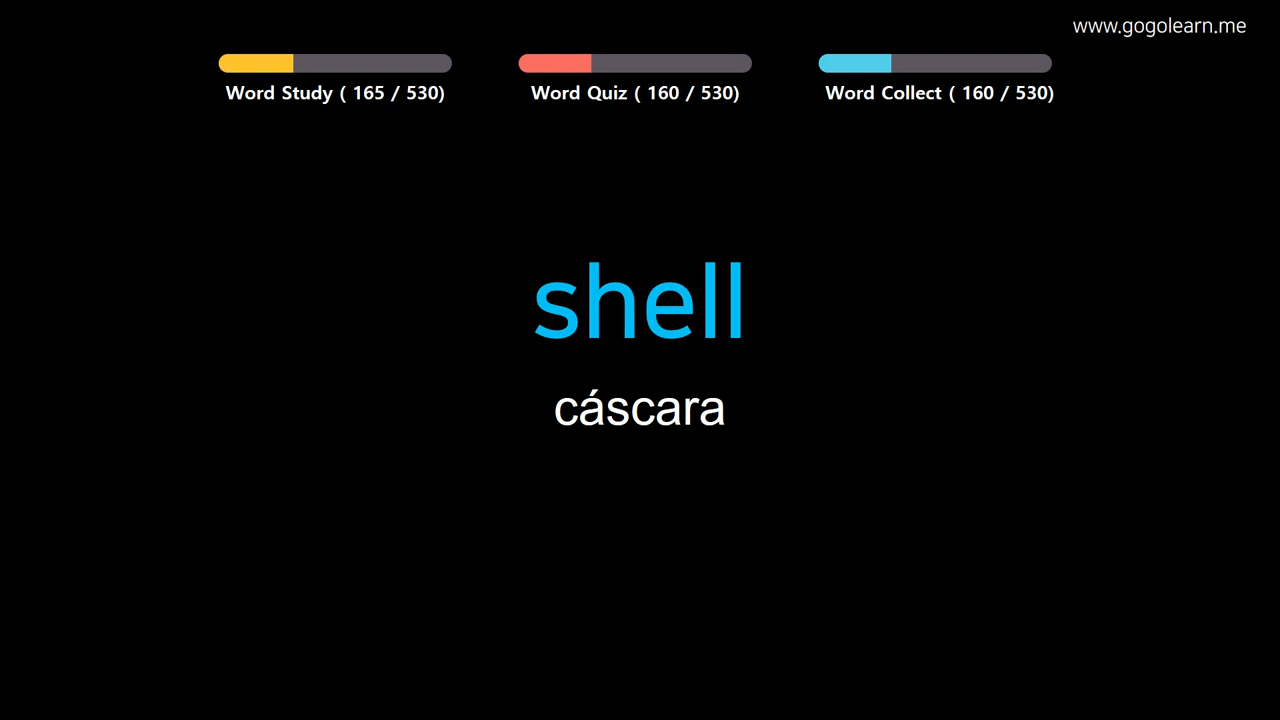 www.gogolearn.me
Word Study ( 165 / 530)
Word Quiz ( 160 / 530)
Word Collect ( 160 / 530)
shell
cáscara